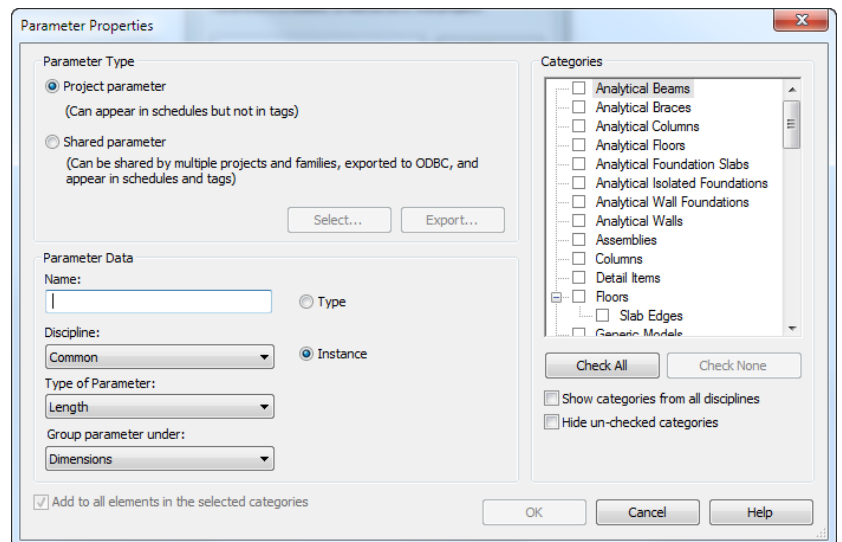 Parameter Properties
Parameter Type
Project parameter
(Can appear in schedules but not in tags)
Shared parameter
(Can be shared by multiple projects and families, exported to ODBC, and
appear in schedules and tags)
Select...
Export...
Parameter Data
Name:
Type
Discipline:
Common
Instance
Type of Parameter:
Length
Group parameter under:
Dimensions
Add to all elements in the selected categories
Categories
Analytical Beams
Analytical Braces
Analytical Columns
Analytical Floors
Analytical Foundation Slabs
Analytical Isolated Foundations
Analytical Wall Foundations
Analytical Walls
Assemblies
Columns
Detail Items
Floors
Slab Edges
Generic Models
Check All
Check None
Show categories from all disciplines
Hide un-checked categories
OK
Cancel
Help